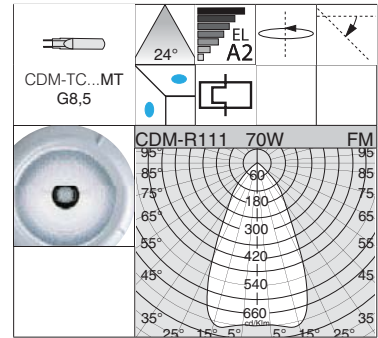 CDM-TC...MT
G8,5
24°
EL
A2
CDM-R111 70W FM
95° 95°
85° 85°
75° 75°
65° 65°
55° 55°
45° 45°
35° 35°
60
180
300
420
540
660
cd/Klm
25° 15° 5° 5° 15° 25°